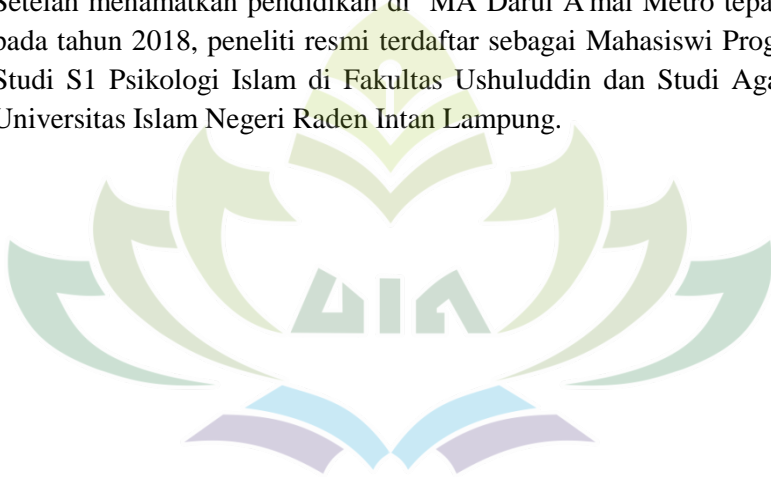 Setelah menamatkan pendidikan di MA Darul A'mal Metro tepa
pada tahun 2018, peneliti resmi terdaftar sebagai Mahasiswi Prog
Studi S1 Psikologi Islam di Fakultas Ushuluddin dan Studi Aga
Universitas Islam Negeri Raden Intan Lampung.
UIN